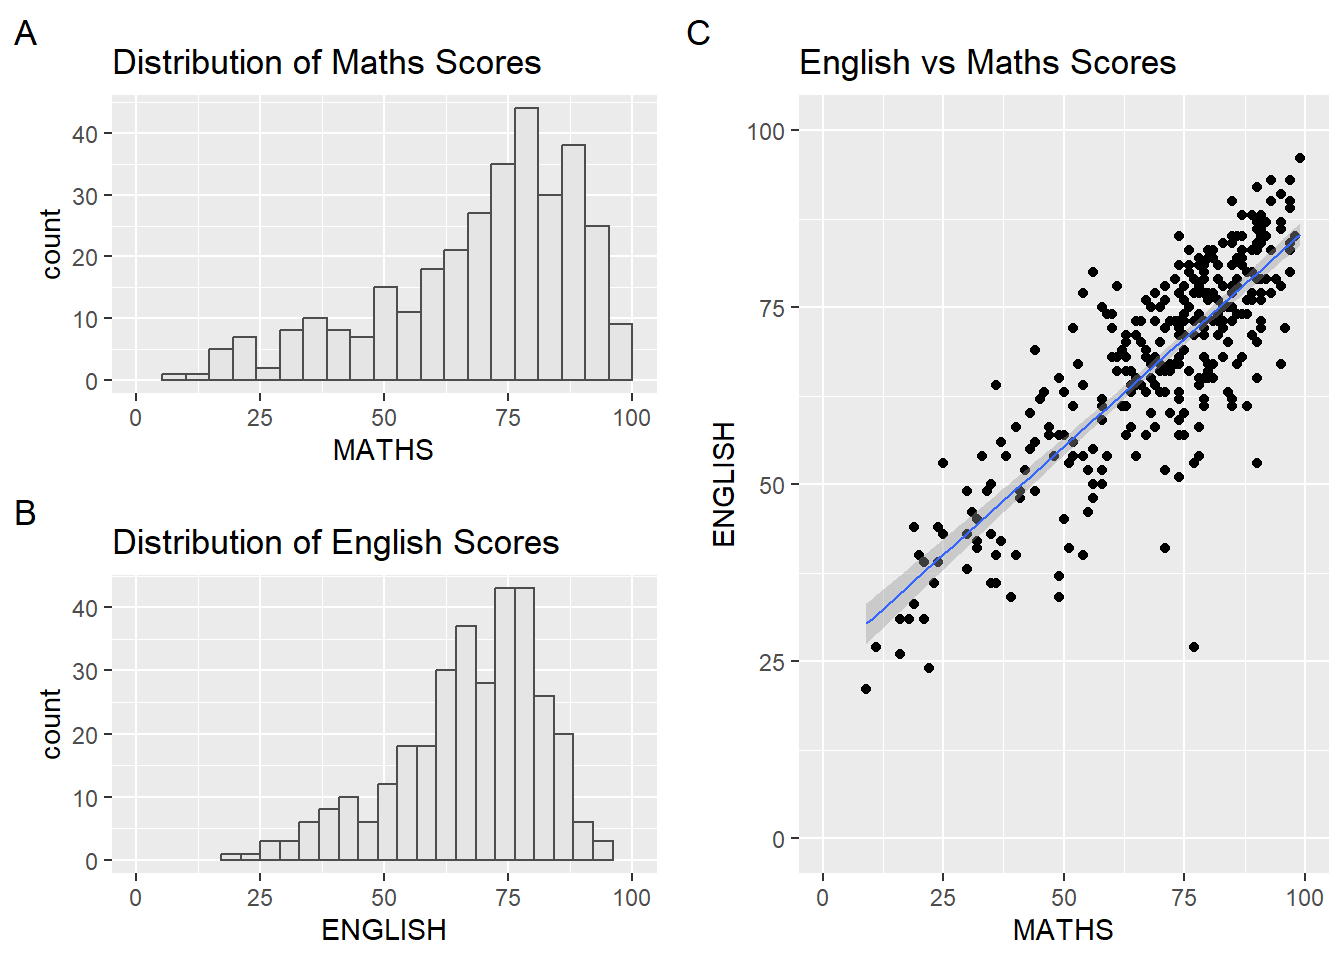 A
Distribution of Maths Scores
count
40
30
20
10
0
0 25 50 75 100
MATHS
B
Distribution of English Scores
count
40
30
20
10
0
0 25 50 75 100
ENGLISH
C
English vs Maths Scores
ENGLISH
100
75
50
25
0
0 25 50 75 100
MATHS